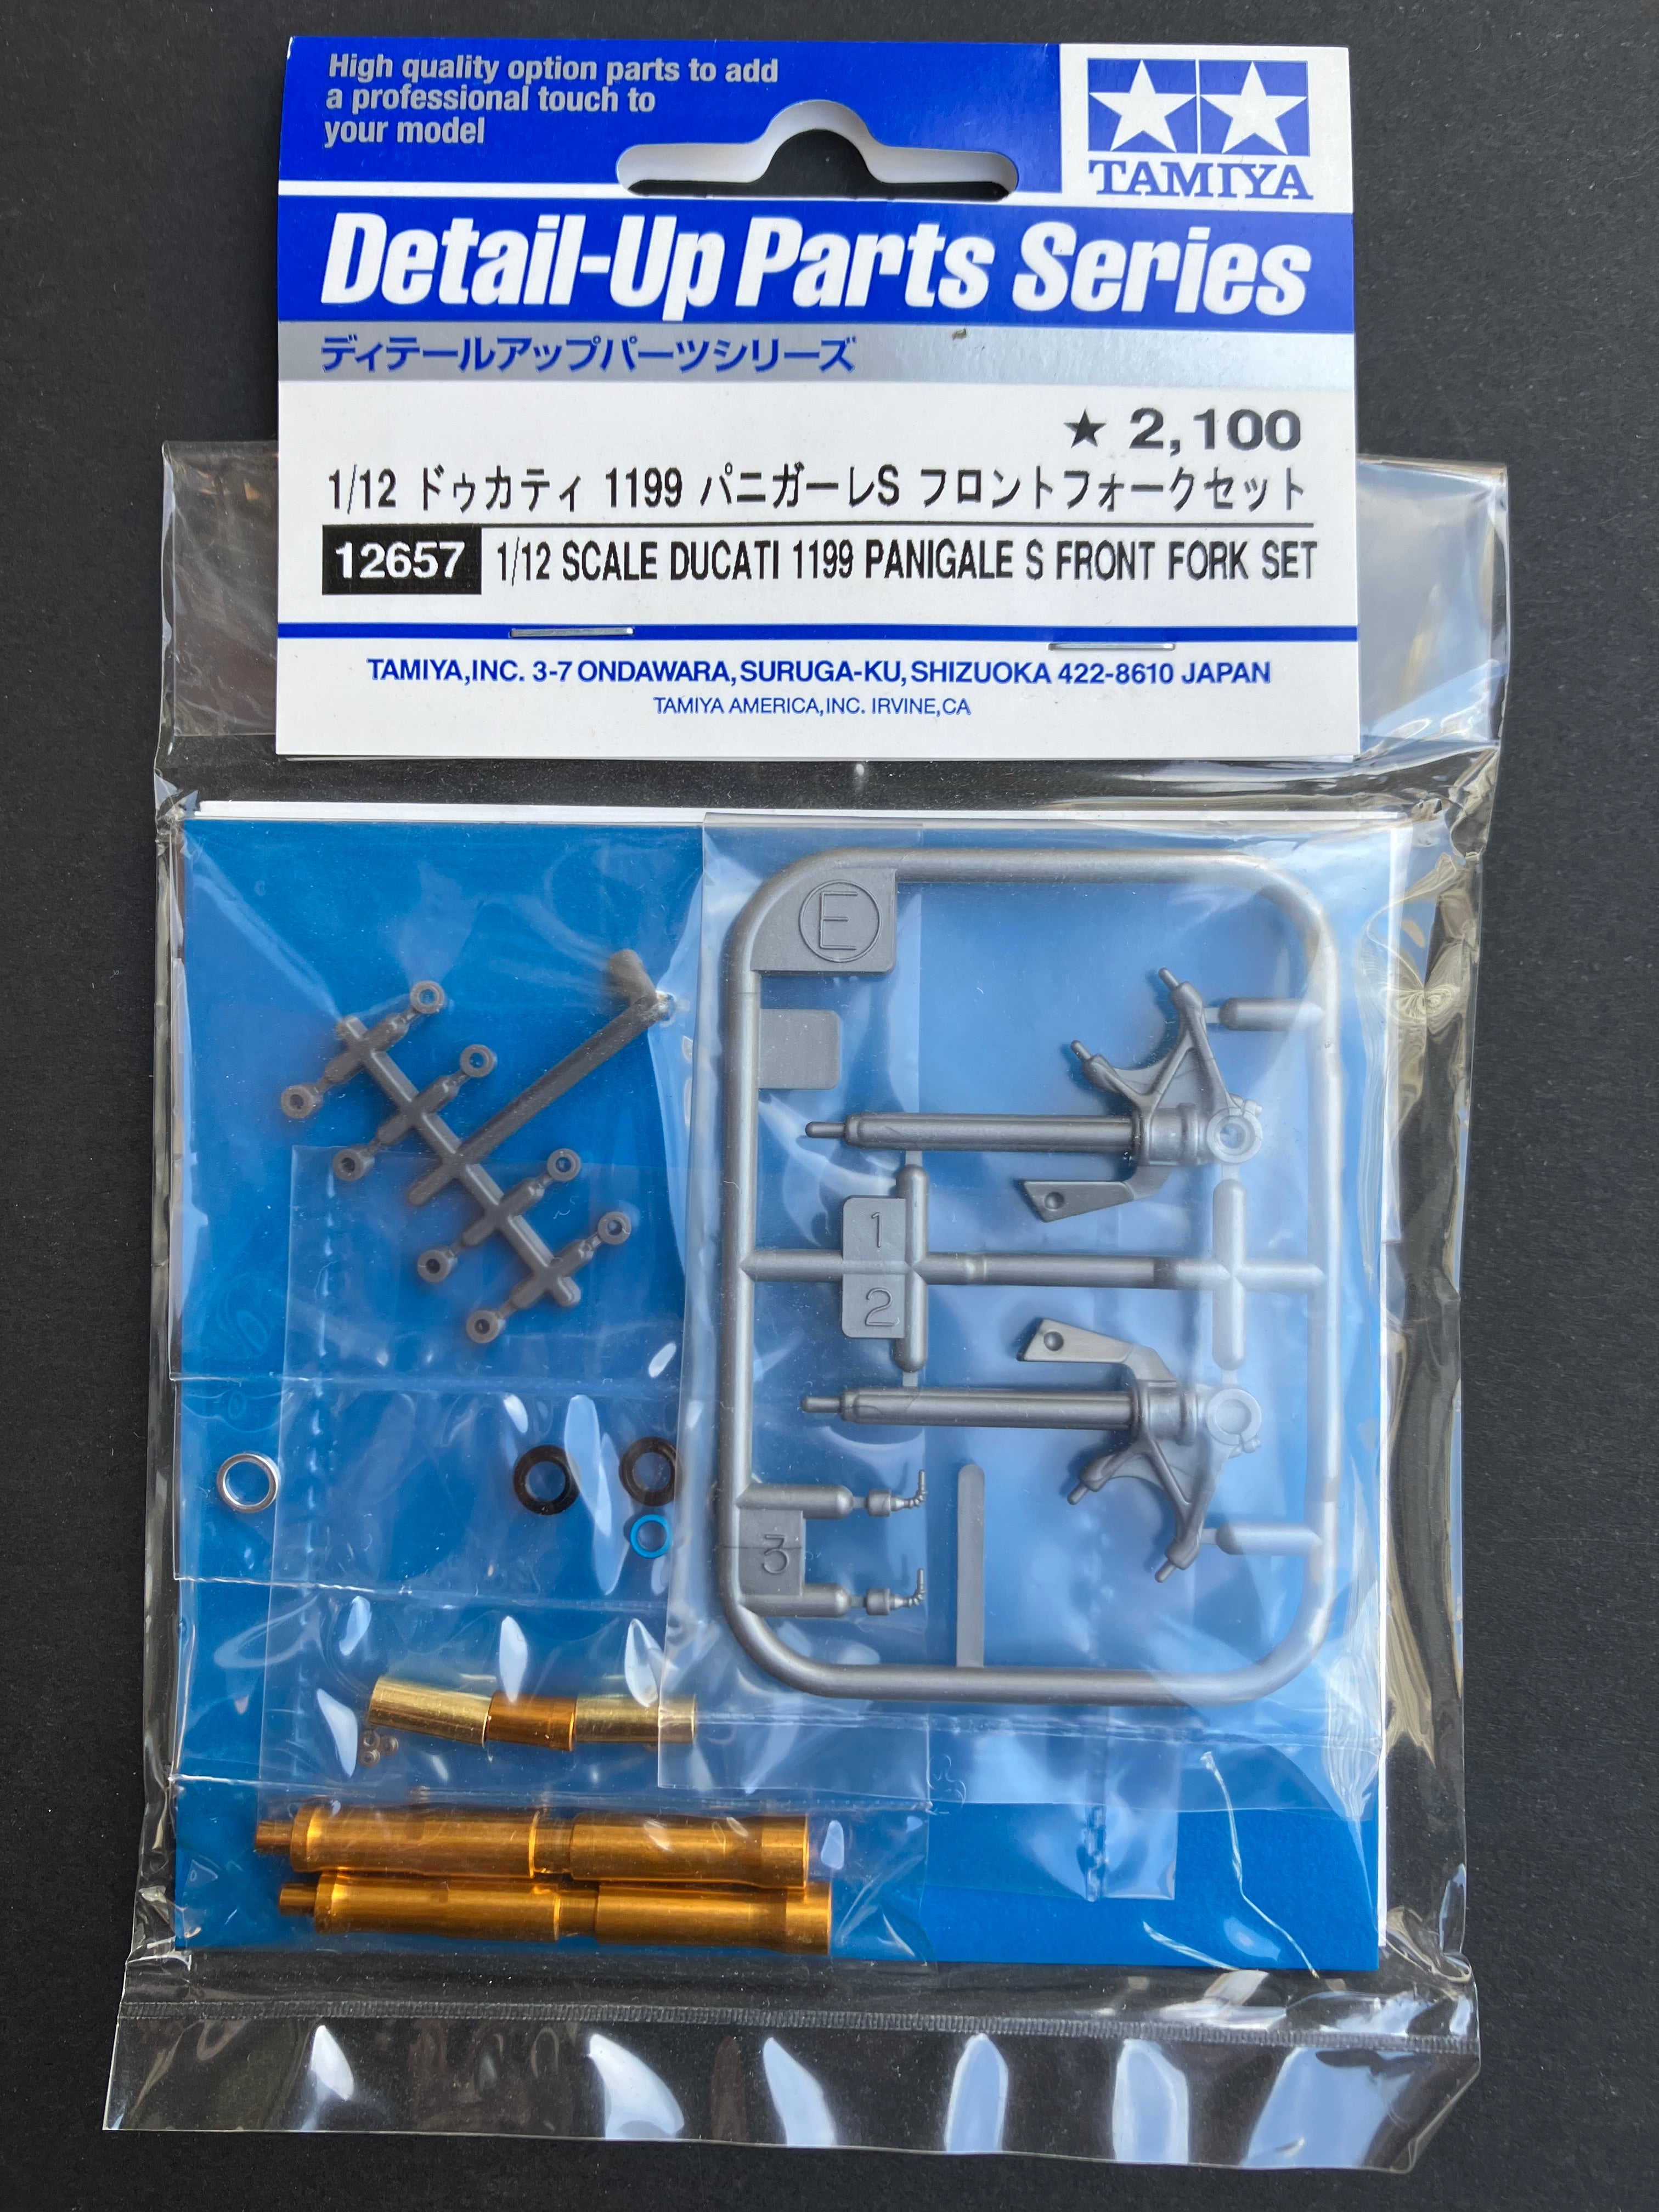 High quality option parts to add
a professional touch to
your model
TAMIYA
Detail-Up Parts Series
ディテールアップパーツシリーズ
★ 2,100
1/12 ドゥカティ 1199 パニガーレS フロントフォークセット
12657 1/12 SCALE DUCATI 1199 PANIGALE S FRONT FORK SET
TAMIYA,INC. 3-7 ONDAWARA, SURUGA-KU, SHIZUOKA 422-8610 JAPAN
TAMIYA AMERICA,INC. IRVINE,CA
E
1
2
3